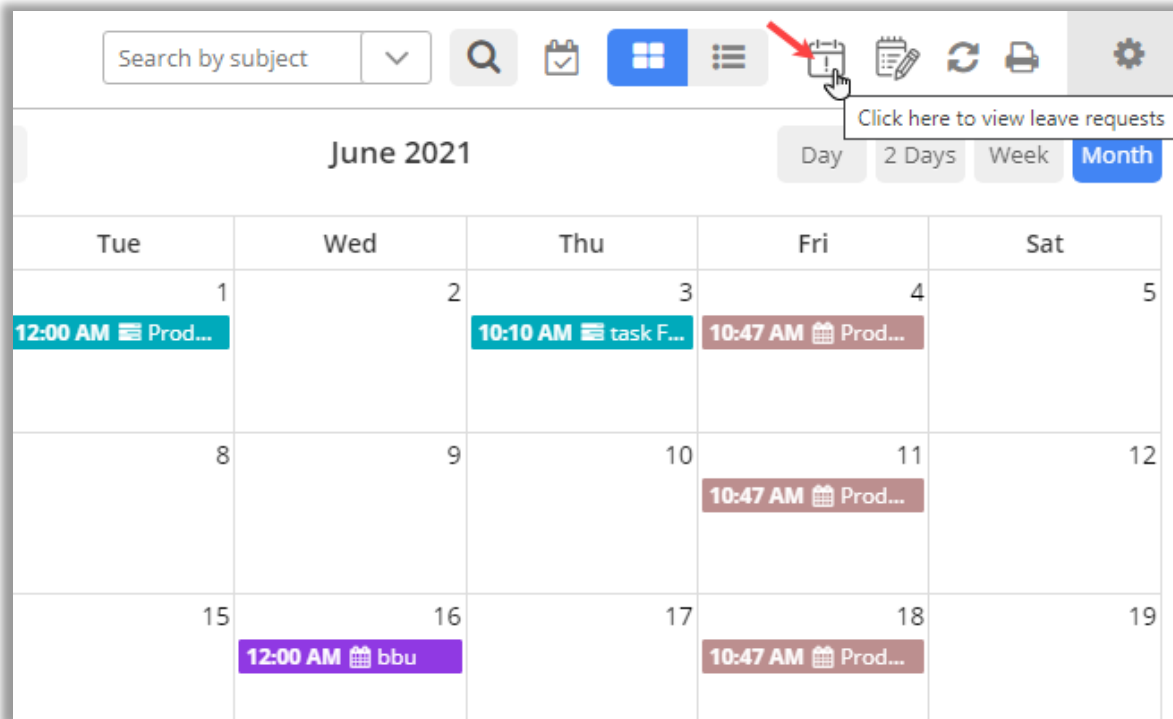 Search by subject
Click here to view leave requests
June 2021
Day 2 Days Week Month
Tue Wed Thu Fri Sat
1 2 3 4 5
12:00 AM Prod... 10:10 AM task F... 10:47 AM Prod...
8 9 10 11 12
10:47 AM Prod...
15 16 17 18 19
12:00 AM bbu 10:47 AM Prod...